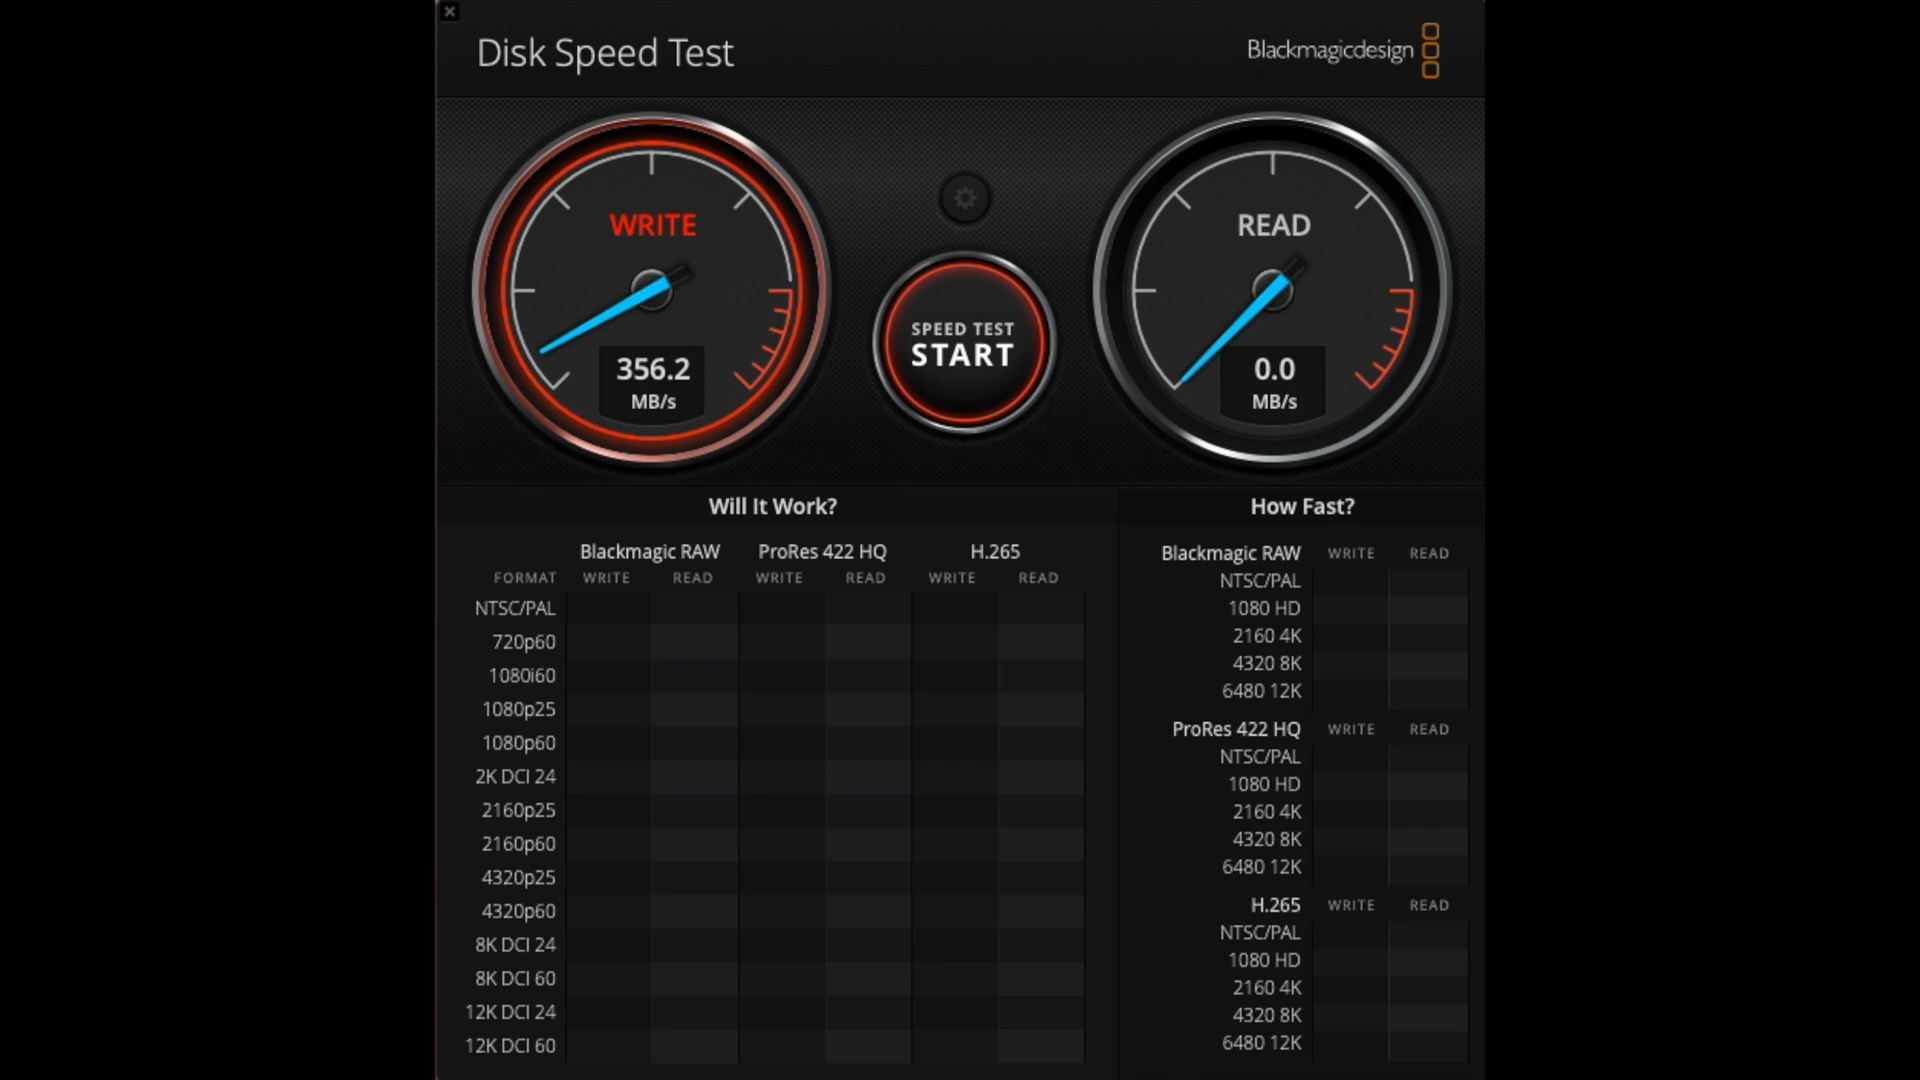 Disk Speed Test
Blackmagicdesign
WRITE
356.2
MB/s
SPEED TEST
START
READ
0.0
MB/s
Will It Work?
Blackmagic RAW ProRes 422 HQ H.265
FORMAT WRITE READ WRITE READ WRITE READ
NTSC/PAL
720p60
1080i60
1080p25
1080p60
2K DCI 24
2160p25
2160p60
4320p25
4320p60
8K DCI 24
8K DCI 60
12K DCI 24
12K DCI 60
How Fast?
Blackmagic RAW WRITE READ
NTSC/PAL
1080 HD
2160 4K
4320 8K
6480 12K
ProRes 422 HQ WRITE READ
NTSC/PAL
1080 HD
2160 4K
4320 8K
6480 12K
H.265 WRITE READ
NTSC/PAL
1080 HD
2160 4K
4320 8K
6480 12K